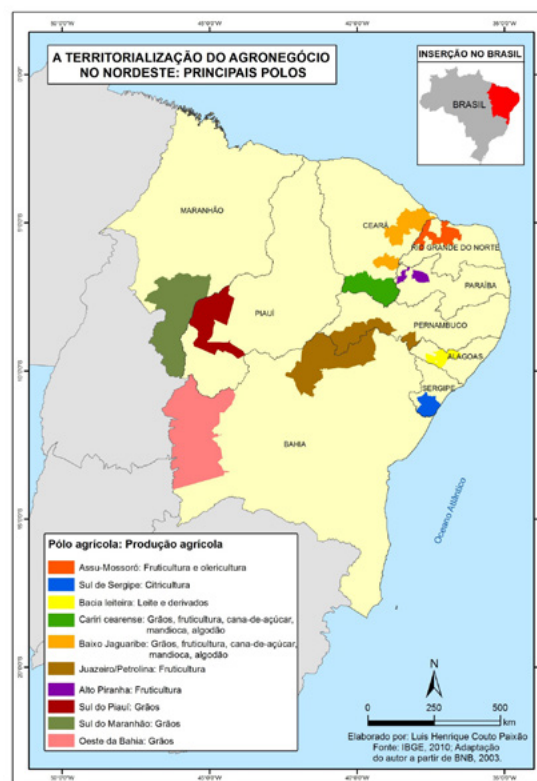 A TERRITORIALIZAÇÃO DO AGRONEGÓCIO
NO NORDESTE: PRINCIPAIS POLOS
INSERÇÃO NO BRASIL
BRASIL
MARANHÃO
CEARÁ
RIO GRANDE DO NORTE
PARAÍBA
PIAUÍ
PERNAMBUCO
ALAGOAS
SERGIPE
BAHIA
Oceano Atlântico
Pólo agrícola: Produção agrícola
Assu-Mossoró: Fruticultura e olericultura
Sul de Sergipe: Citricultura
Bacia leiteira: Leite e derivados
Cariri cearense: Grãos, fruticultura, cana-de-açúcar,
mandioca, algodão
Baixo Jaguaribe: Grãos, fruticultura, cana-de-açúcar,
mandioca, algodão
Juazeiro/Petrolina: Fruticultura
Alto Piranha: Fruticultura
Sul do Piauí: Grãos
Sul do Maranhão: Grãos
Oeste da Bahia: Grãos
N
0 250 500
km
Elaborado por: Luis Henrique Couto Paixão
Fonte: IBGE, 2010; Adaptação
do autor a partir de BNB, 2003.